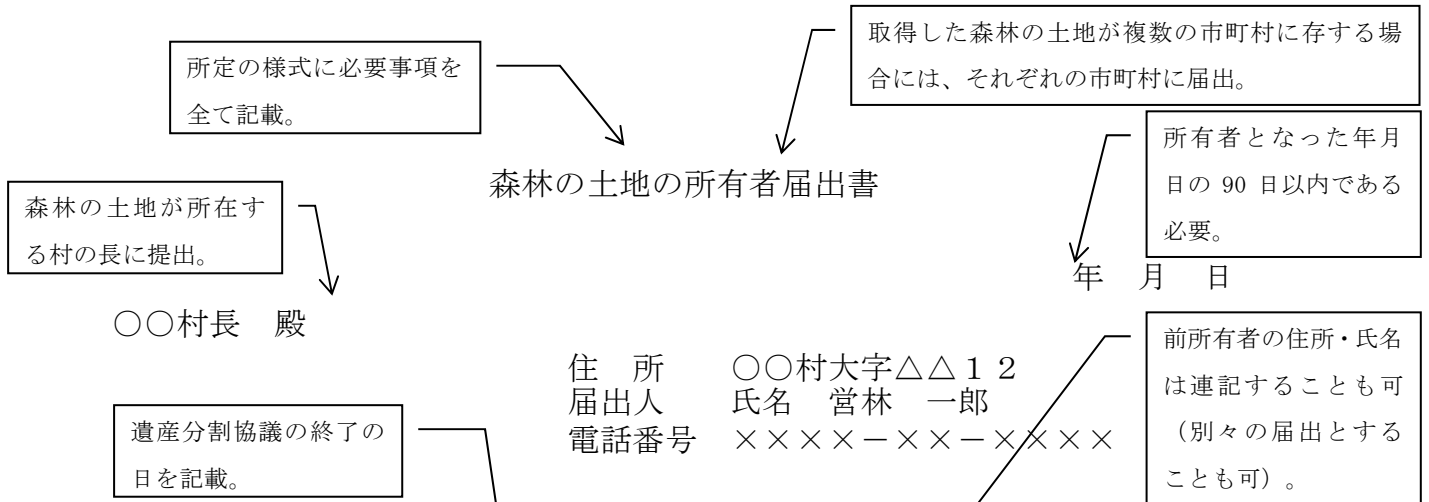 取得した森林の土地が複数の市町村に存する場
合には、それぞれの市町村に届出。
所定の様式に必要事項を
全て記載。
所有者となった年月
日の 90 日以内である
必要。
森林の土地の所有者届出書
森林の土地が所在す
る村の長に提出。
年　月　日
○○村長　殿
前所有者の住所・氏名
は連記することも可
（別々の届出とする
ことも可）。
住　所　○○村大字△△１２
届出人　氏名　営林　一郎
電話番号　××××－××－××××
遺産分割協議の終了の
日を記載。